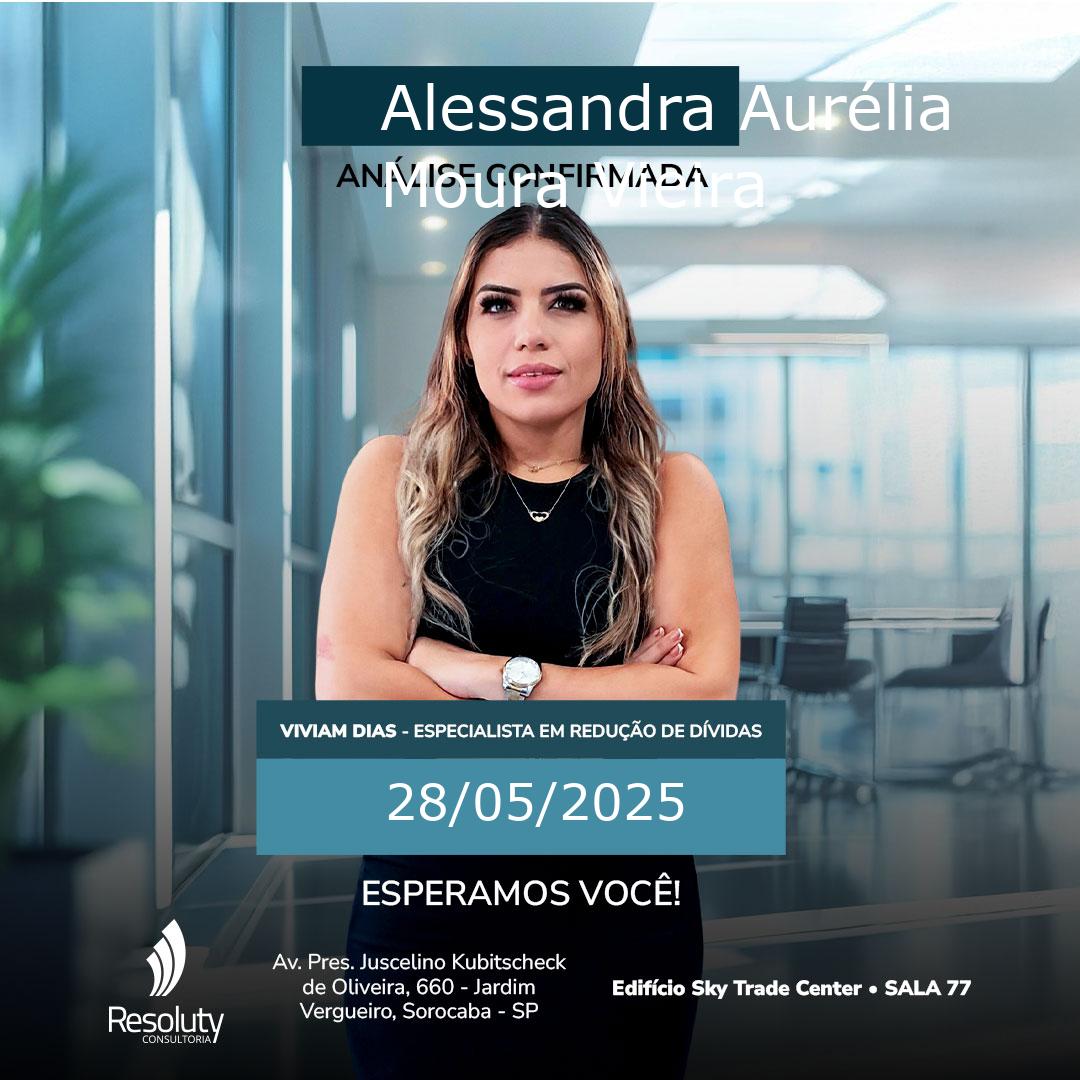 Alessandra Aurélia
Moura Vieira
ANÁLISE CONFIRMADA
VIVIAM DIAS - ESPECIALISTA EM REDUÇÃO DE DÍVIDAS
28/05/2025
ESPERAMOS VOCÊ!
Av. Pres. Juscelino Kubitscheck
de Oliveira, 660 - Jardim
Vergueiro, Sorocaba - SP
Edifício Sky Trade Center • SALA 77
Resoluty
CONSULTORIA